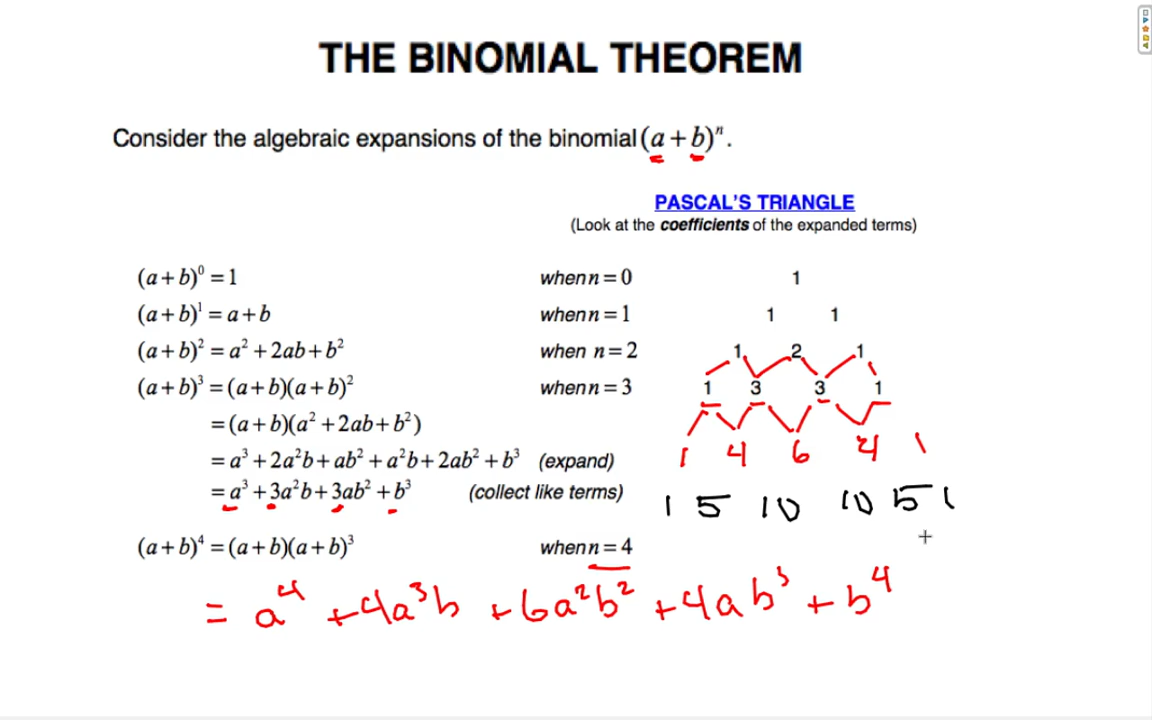 THE BINOMIAL THEOREM
Consider the algebraic expansions of the binomial (a + b)ⁿ.
PASCAL'S TRIANGLE
(Look at the coefficients of the expanded terms)
(a + b)⁰ = 1 when n = 0 1
(a + b)¹ = a + b when n = 1 1 1
(a + b)² = a² + 2ab + b² when n = 2 1 2 1
(a + b)³ = (a + b)(a + b)² when n = 3 1 3 3 1
= (a + b)(a² + 2ab + b²)
= a³ + 2a²b + ab² + a²b + 2ab² + b³ (expand) 1 4 6 4 1
= a³ + 3a²b + 3ab² + b³ (collect like terms) 1 5 10 10 5 1
(a + b)⁴ = (a + b)(a + b)³ when n = 4
= a⁴ + 4a³b + 6a²b² + 4ab³ + b⁴